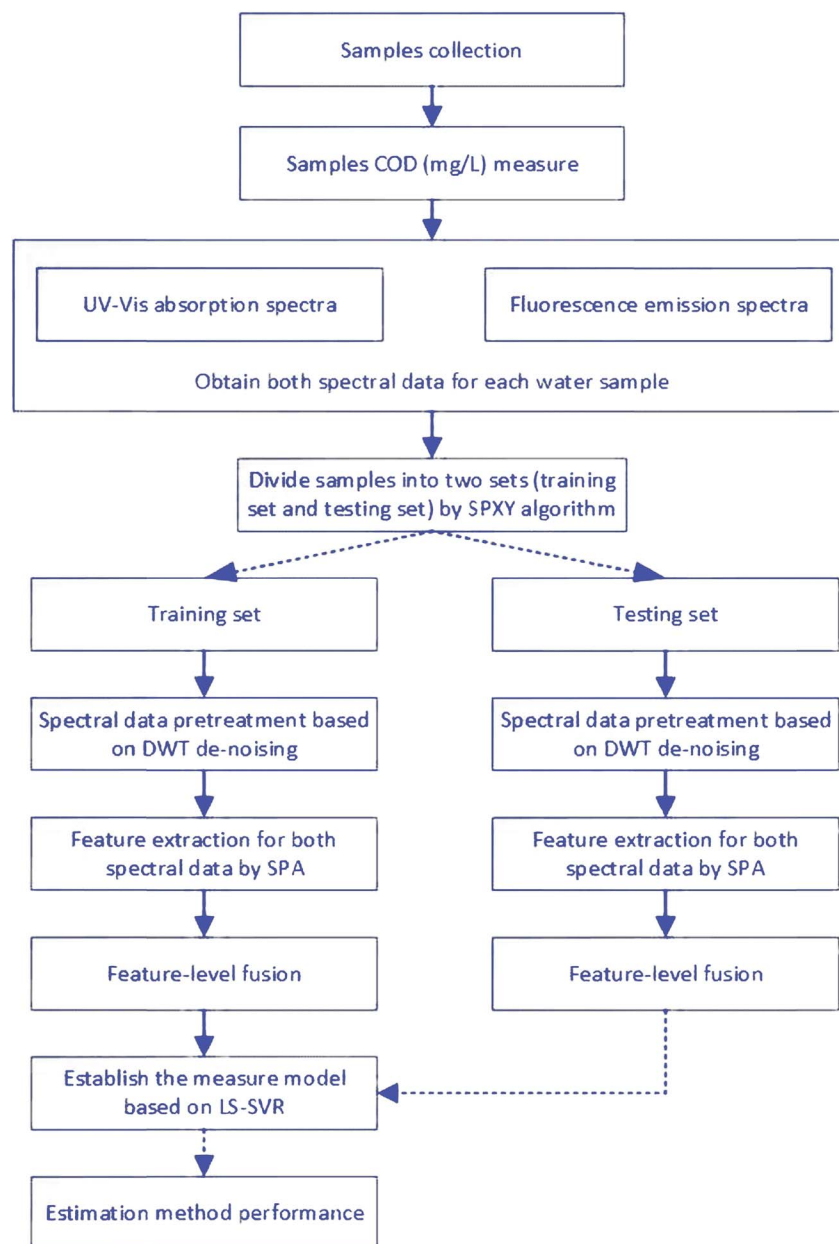 Samples collection
Samples COD (mg/L) measure
UV-Vis absorption spectra
Fluorescence emission spectra
Obtain both spectral data for each water sample
Divide samples into two sets (training
set and testing set) by SPXY algorithm
Training set
Testing set
Spectral data pretreatment based
on DWT de-noising
Spectral data pretreatment based
on DWT de-noising
Feature extraction for both
spectral data by SPA
Feature extraction for both
spectral data by SPA
Feature-level fusion
Feature-level fusion
Establish the measure model
based on LS-SVR
Estimation method performance